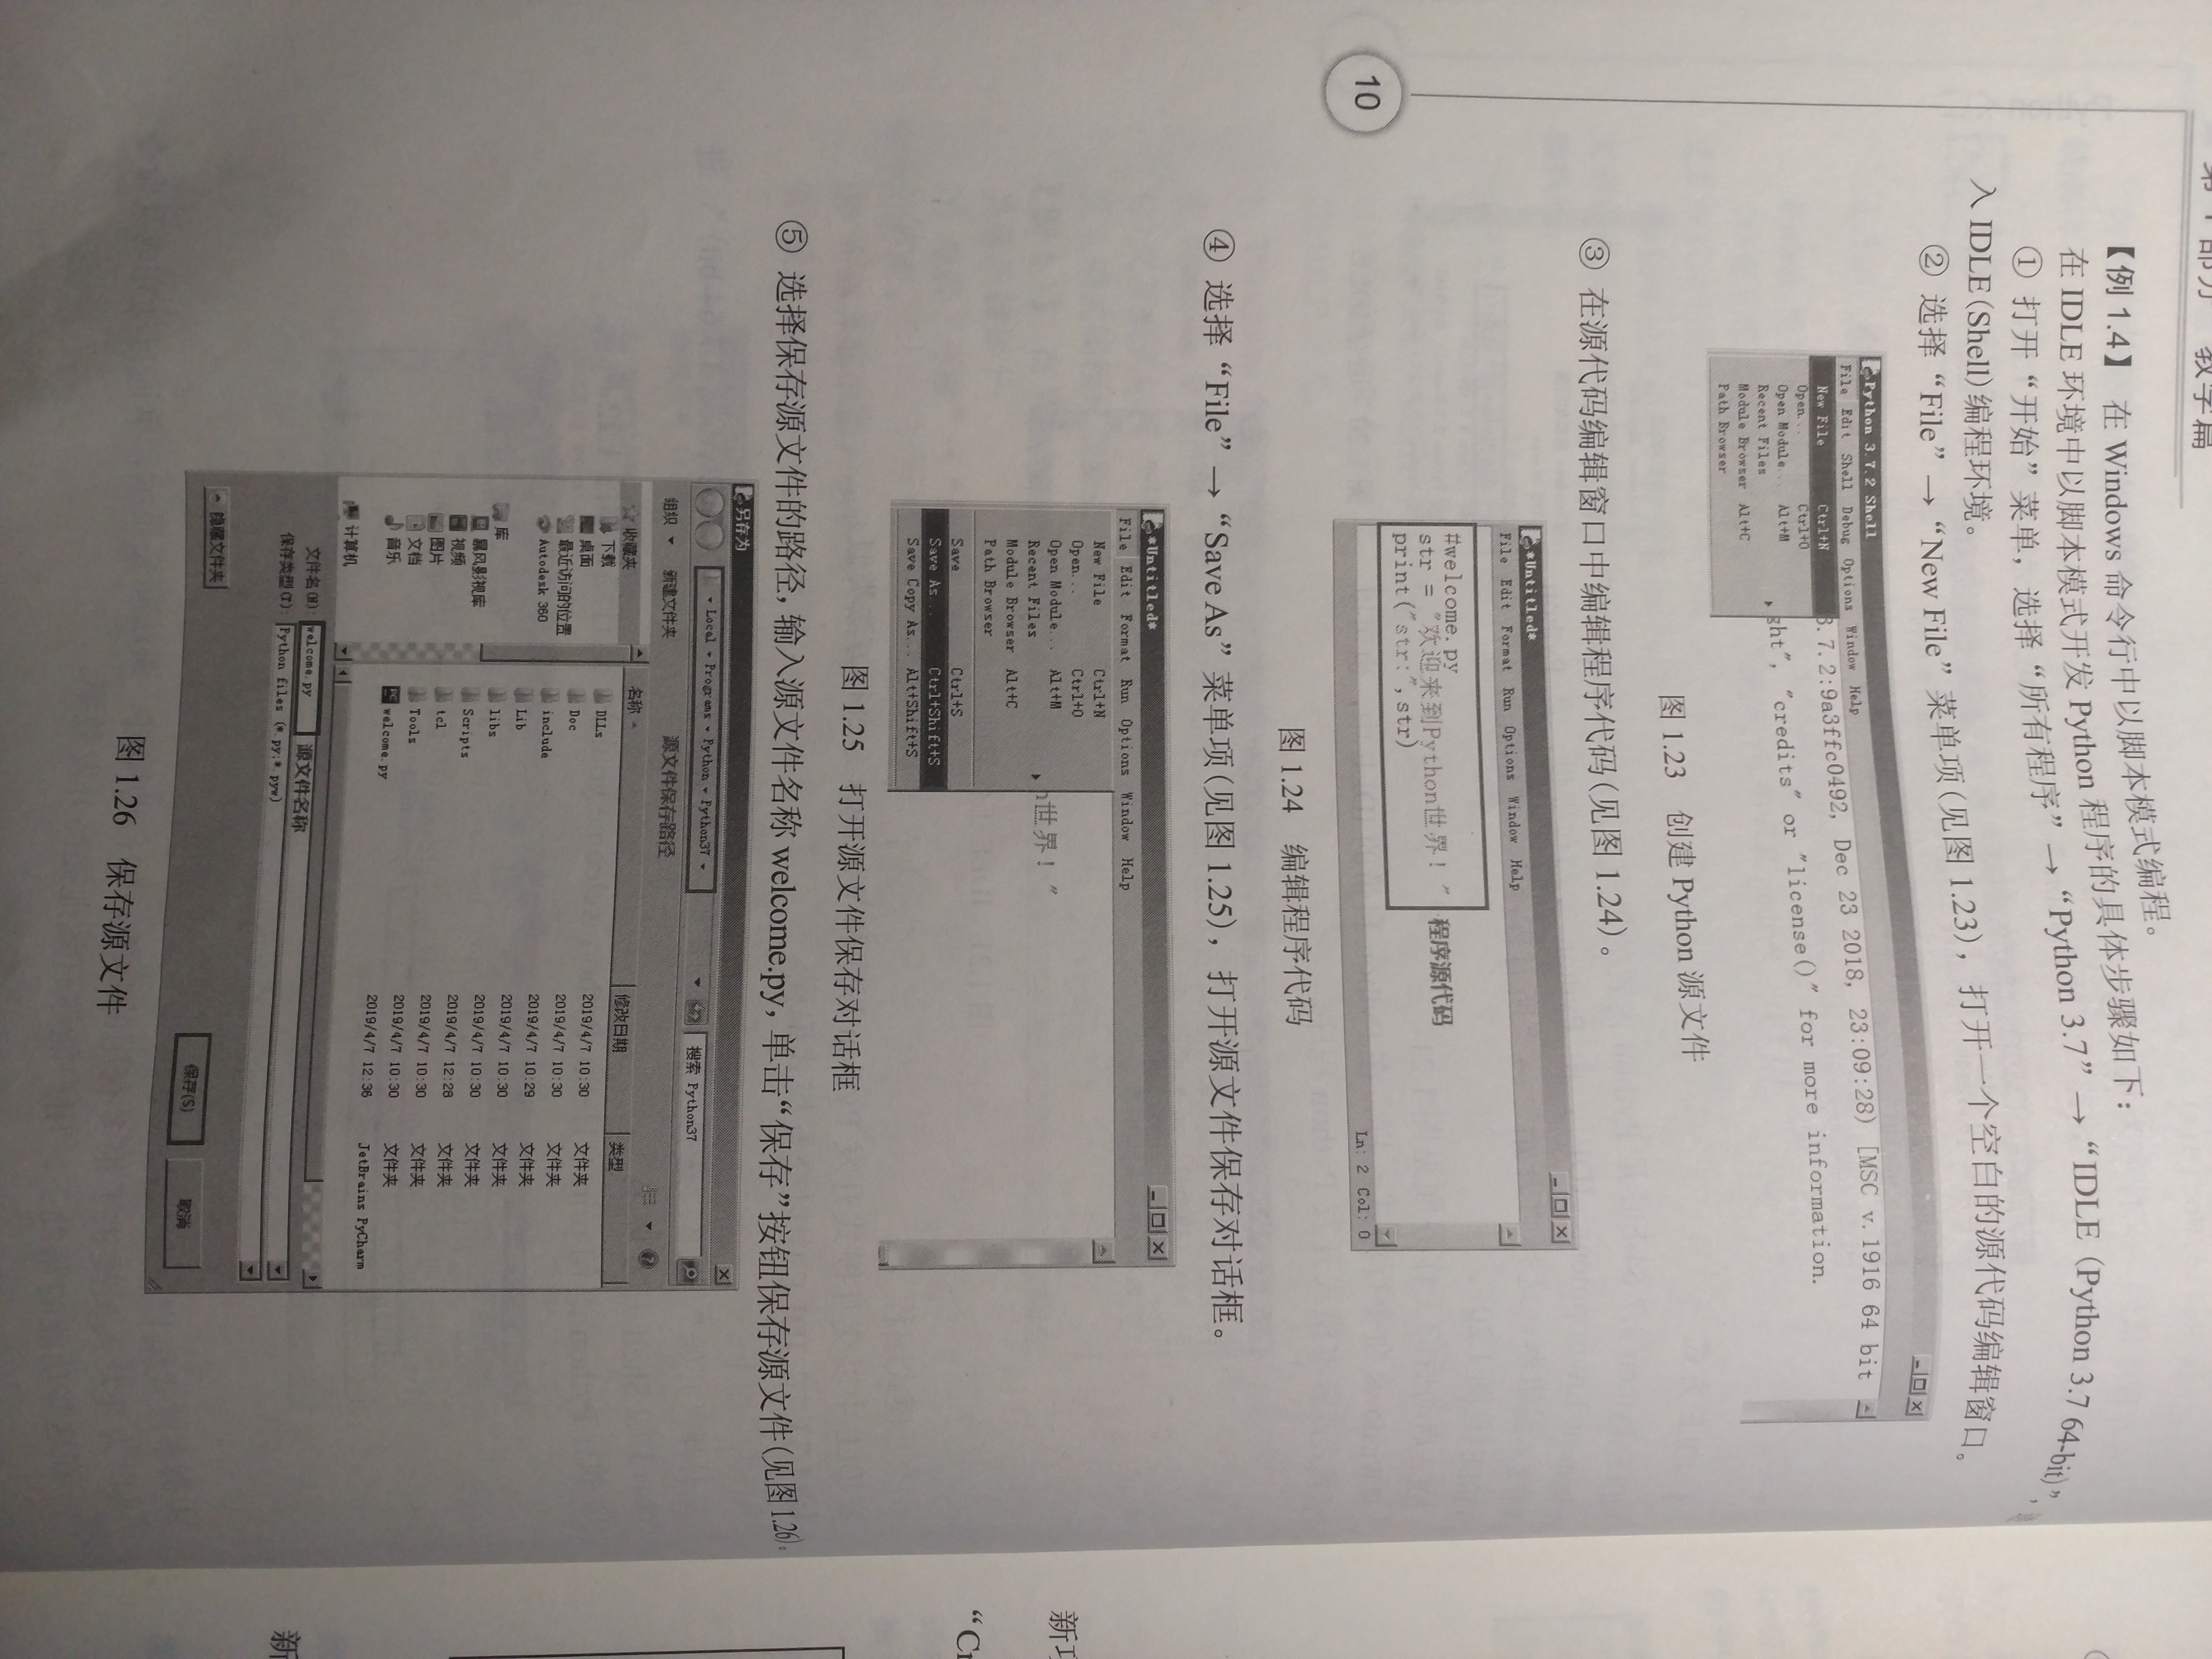 10
教学篇
【例 1.4】 在 Windows 命令行中以脚本模式编程。
在 IDLE 环境中以脚本模式开发 Python 程序的具体步骤如下：
① 打开“开始”菜单，选择“所有程序”→“Python 3.7”→“IDLE (Python 3.7 64-bit)”，
入 IDLE(Shell)编程环境。
② 选择“File”→“New File”菜单项(见图 1.23)，打开一个空白的源代码编辑窗口。
Python 3.7.2 Shell
File Edit Shell Debug Options Window Help
New File Ctrl+N
Open... Ctrl+O
Open Module... Alt+M
Recent Files
Module Browser Alt+C
Path Browser
3.7.2:9a3ffc0492, Dec 23 2018, 23:09:28) [MSC v.1916 64 bit
ght", "credits" or "license()" for more information.
图 1.23 创建 Python 源文件
③ 在源代码编辑窗口中编辑程序代码(见图 1.24)。
*Untitled*
File Edit Format Run Options Window Help
#welcome.py
str = "欢迎来到Python世界！"
print("str:",str)
程序源代码
Ln: 2 Col: 0
图 1.24 编辑程序代码
④ 选择“File”→“Save As”菜单项(见图 1.25)，打开源文件保存对话框。
*Untitled*
File Edit Format Run Options Window Help
New File Ctrl+N
Open... Ctrl+O
Open Module... Alt+M
Recent Files
Module Browser Alt+C
Path Browser
Save Ctrl+S
Save As... Ctrl+Shift+S
Save Copy As... Alt+Shift+S
n世界！"
图 1.25 打开源文件保存对话框
⑤ 选择保存源文件的路径，输入源文件名称 welcome.py，单击“保存”按钮保存源文件(见图 1.26)。
另存为
Local Programs Python Python37
搜索 Python37
组织 新建文件夹
源文件保存路径
收藏夹
下载
桌面
最近访问的位置
Autodesk 360
库
暴风影视库
视频
图片
文档
音乐
计算机
名称 修改日期 类型
DLLs 2019/4/7 10:30 文件夹
Doc 2019/4/7 10:30 文件夹
include 2019/4/7 10:29 文件夹
Lib 2019/4/7 10:30 文件夹
libs 2019/4/7 10:30 文件夹
Scripts 2019/4/7 12:28 文件夹
tcl 2019/4/7 10:30 文件夹
Tools 2019/4/7 10:30 文件夹
welcome.py 2019/4/7 12:36 JetBrains PyCharm
文件名(N): welcome.py 源文件名称
保存类型(T): Python files (*.py;*.pyw)
隐藏文件夹
保存(S) 取消
图 1.26 保存源文件
“Cr
新